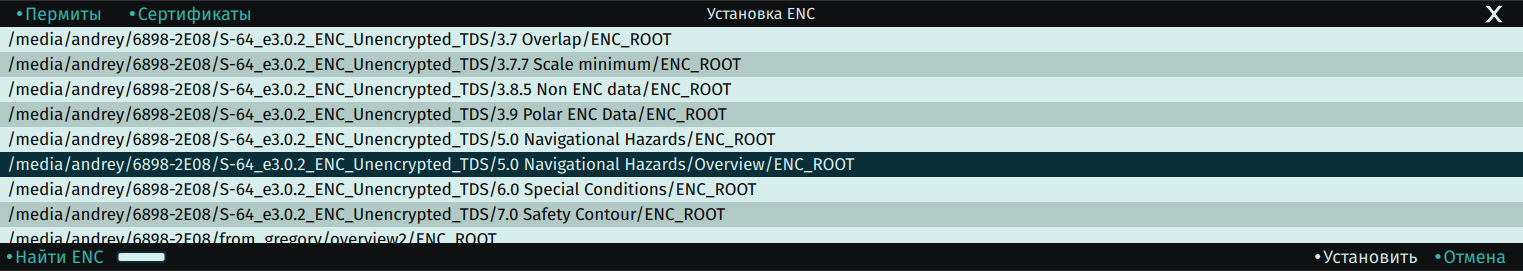 •Пермиты •Сертификаты Установка ENC X
/media/andrey/6898-2E08/S-64_e3.0.2_ENC_Unencrypted_TDS/3.7 Overlap/ENC_ROOT
/media/andrey/6898-2E08/S-64_e3.0.2_ENC_Unencrypted_TDS/3.7.7 Scale minimum/ENC_ROOT
/media/andrey/6898-2E08/S-64_e3.0.2_ENC_Unencrypted_TDS/3.8.5 Non ENC data/ENC_ROOT
/media/andrey/6898-2E08/S-64_e3.0.2_ENC_Unencrypted_TDS/3.9 Polar ENC Data/ENC_ROOT
/media/andrey/6898-2E08/S-64_e3.0.2_ENC_Unencrypted_TDS/5.0 Navigational Hazards/ENC_ROOT
/media/andrey/6898-2E08/S-64_e3.0.2_ENC_Unencrypted_TDS/5.0 Navigational Hazards/Overview/ENC_ROOT
/media/andrey/6898-2E08/S-64_e3.0.2_ENC_Unencrypted_TDS/6.0 Special Conditions/ENC_ROOT
/media/andrey/6898-2E08/S-64_e3.0.2_ENC_Unencrypted_TDS/7.0 Safety Contour/ENC_ROOT
/media/andrey/6898-2E08/from_gregory/overview2/ENC_ROOT
•Найти ENC •Установить •Отмена